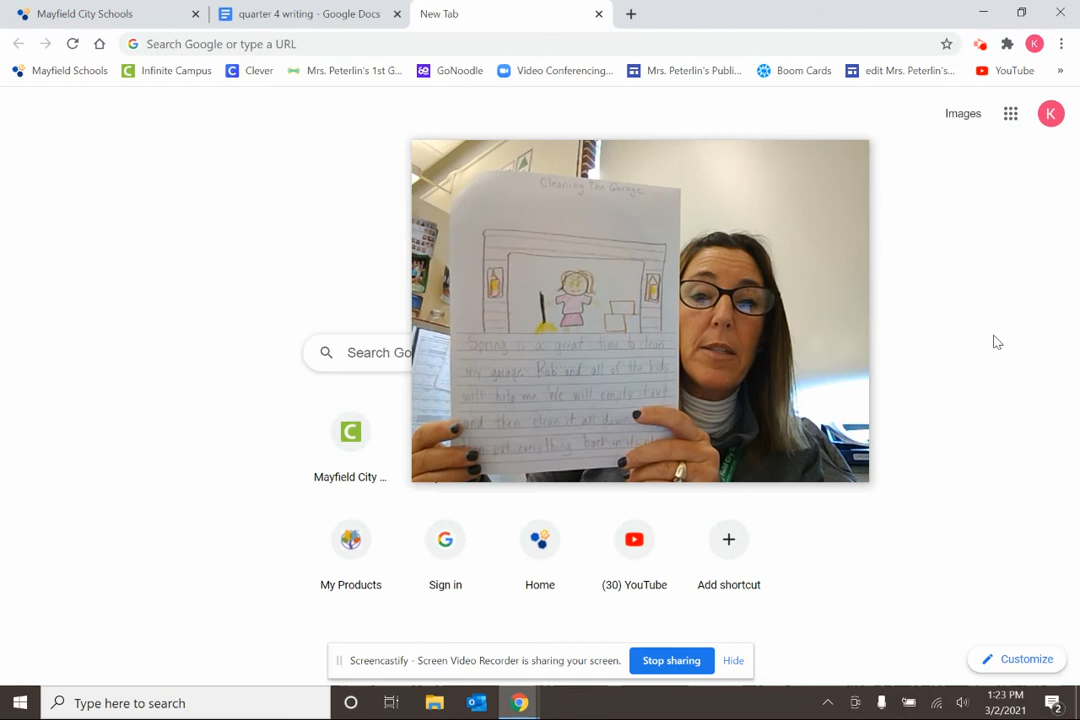 Mayfield City Schools
quarter 4 writing - Google Docs
New Tab
Search Google or type a URL
Mayfield Schools
Infinite Campus
Clever
Mrs. Peterlin's 1st G...
GoNoodle
Video Conferencing...
Mrs. Peterlin's Publi...
Boom Cards
edit Mrs. Peterlin's...
YouTube
Images
K
Cleaning The Garage
Spring is a great time to clean
my garage. Rob and all of the kids
will help me. We will empty it out
and then clean it all down.
put everything back in
Search Go
Mayfield City ...
My Products
Sign in
Home
(30) YouTube
Add shortcut
Screencastify - Screen Video Recorder is sharing your screen.
Stop sharing
Hide
Customize
Type here to search
1:23 PM
3/2/2021
2